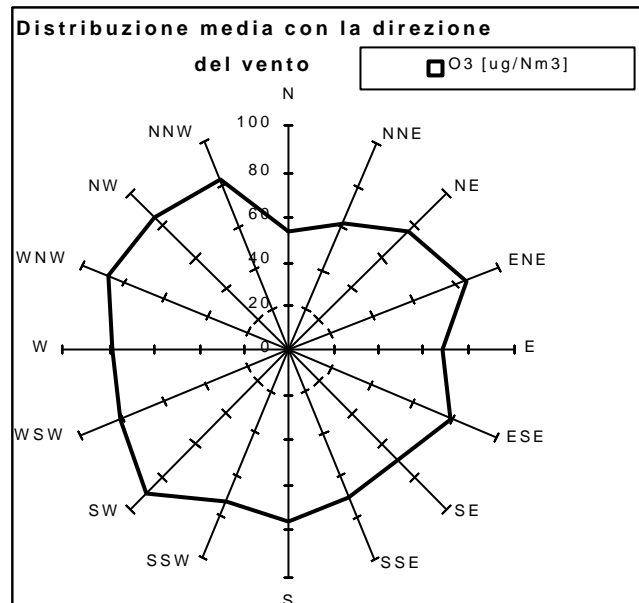 Distribuzione media con la direzione
del vento
O3 [ug/Nm3]
N
100
NNW
NNE
80
NW
NE
60
WNW
ENE
40
20
W
0
E
WSW
ESE
SW
SE
SSW
SSE
S